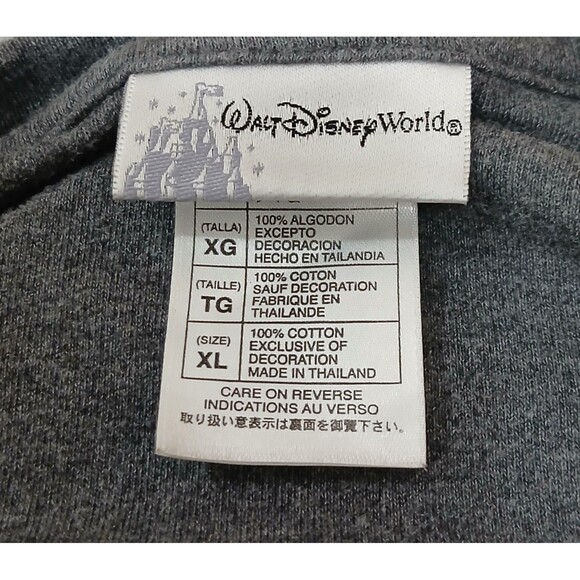 Walt Disney World®
(TALLA)
XG
100% ALGODON
EXCEPTO
DECORACION
HECHO EN TAILANDIA
(TAILLE)
TG
100% COTON
SAUF DECORATION
FABRIQUE EN
THAILANDE
(SIZE)
XL
100% COTTON
EXCLUSIVE OF
DECORATION
MADE IN THAILAND
CARE ON REVERSE
INDICATIONS AU VERSO
取り扱い意表示は裏面を御覧下さい。